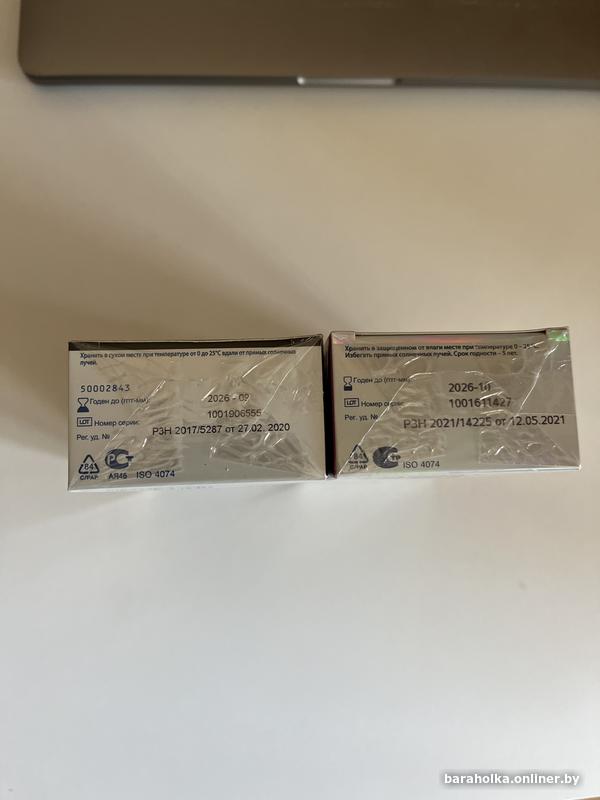 Хранить в сухом месте при температуре от 0 до 25°C вдали от прямых солнечных
лучей.
50002843
Годен до (гггг-мм):
2026 - 09
LOT Номер серии:
1001906555
Рег. уд. №
РЗН 2017/5287 от 27.02.2020
84
C/PAP
РСТ
АЯ46
ISO 4074
Хранить в защищенном от влаги месте при температуре 0 – 25°C.
Избегать прямых солнечных лучей. Срок годности – 5 лет.
Годен до (гггг-мм):
2026-10
LOT Номер серии:
1001611427
Рег. уд. №
РЗН 2021/14225 от 12.05.2021
84
C/PAP
ISO 4074
baraholka.onliner.by